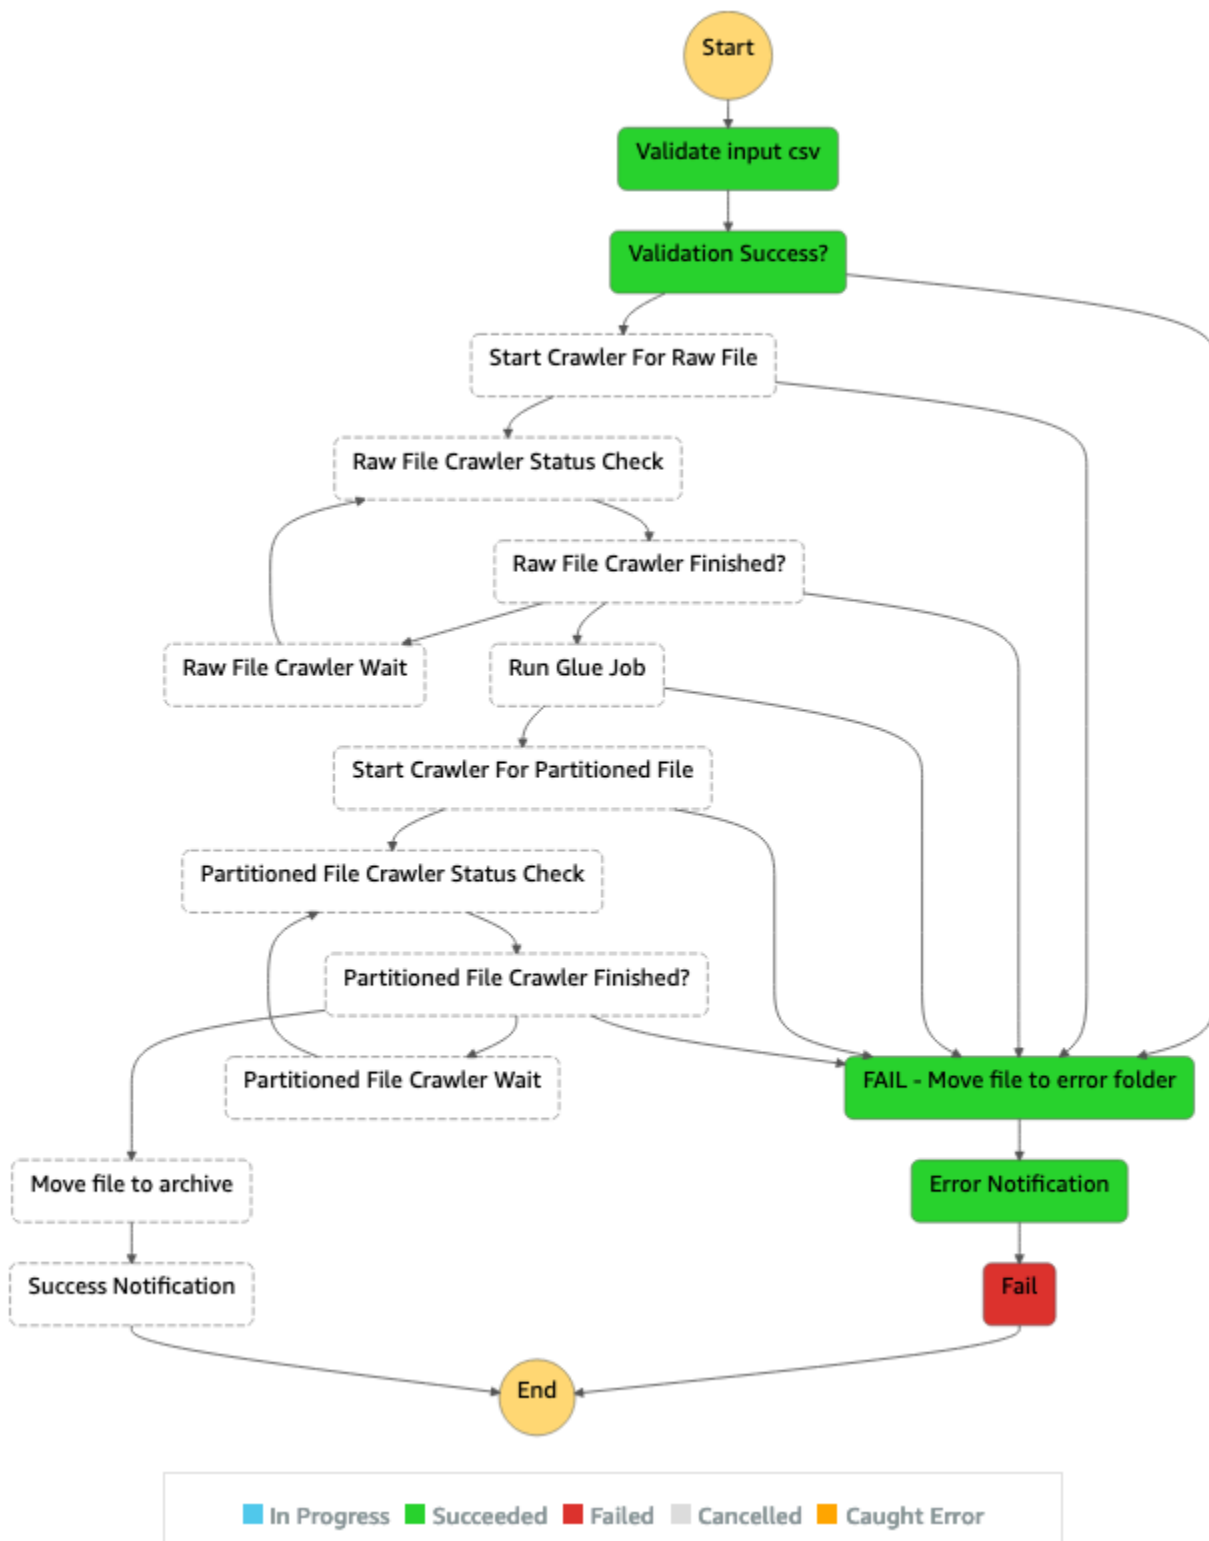 Start
Validate input csv
Validation Success?
Start Crawler For Raw File
Raw File Crawler Status Check
Raw File Crawler Finished?
Raw File Crawler Wait
Run Glue Job
Start Crawler For Partitioned File
Partitioned File Crawler Status Check
Partitioned File Crawler Finished?
Partitioned File Crawler Wait
FAIL - Move file to error folder
Move file to archive
Error Notification
Success Notification
Fail
End
In Progress Succeeded Failed Cancelled Caught Error